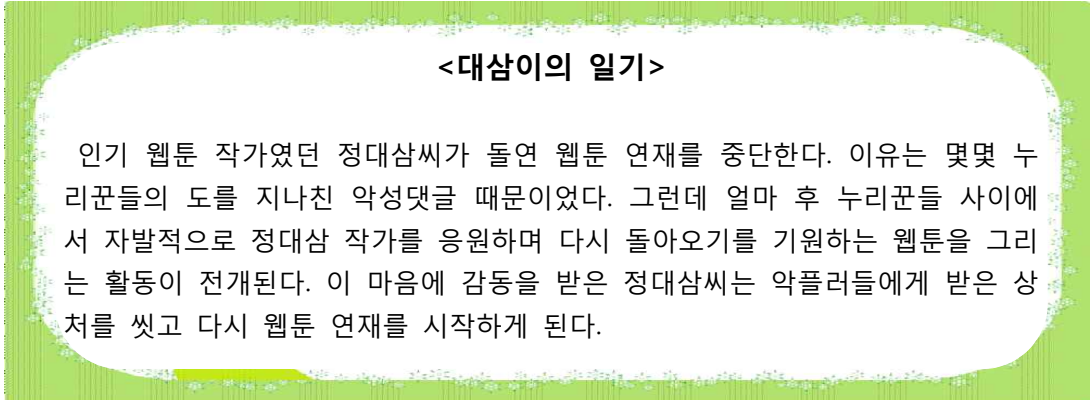 <대삼이의 일기>
인기 웹툰 작가였던 정대삼씨가 돌연 웹툰 연재를 중단한다. 이유는 몇몇 누
리꾼들의 도를 지나친 악성댓글 때문이었다. 그런데 얼마 후 누리꾼들 사이에
서 자발적으로 정대삼 작가를 응원하며 다시 돌아오기를 기원하는 웹툰을 그리
는 활동이 전개된다. 이 마음에 감동을 받은 정대삼씨는 악플러들에게 받은 상
처를 씻고 다시 웹툰 연재를 시작하게 된다.